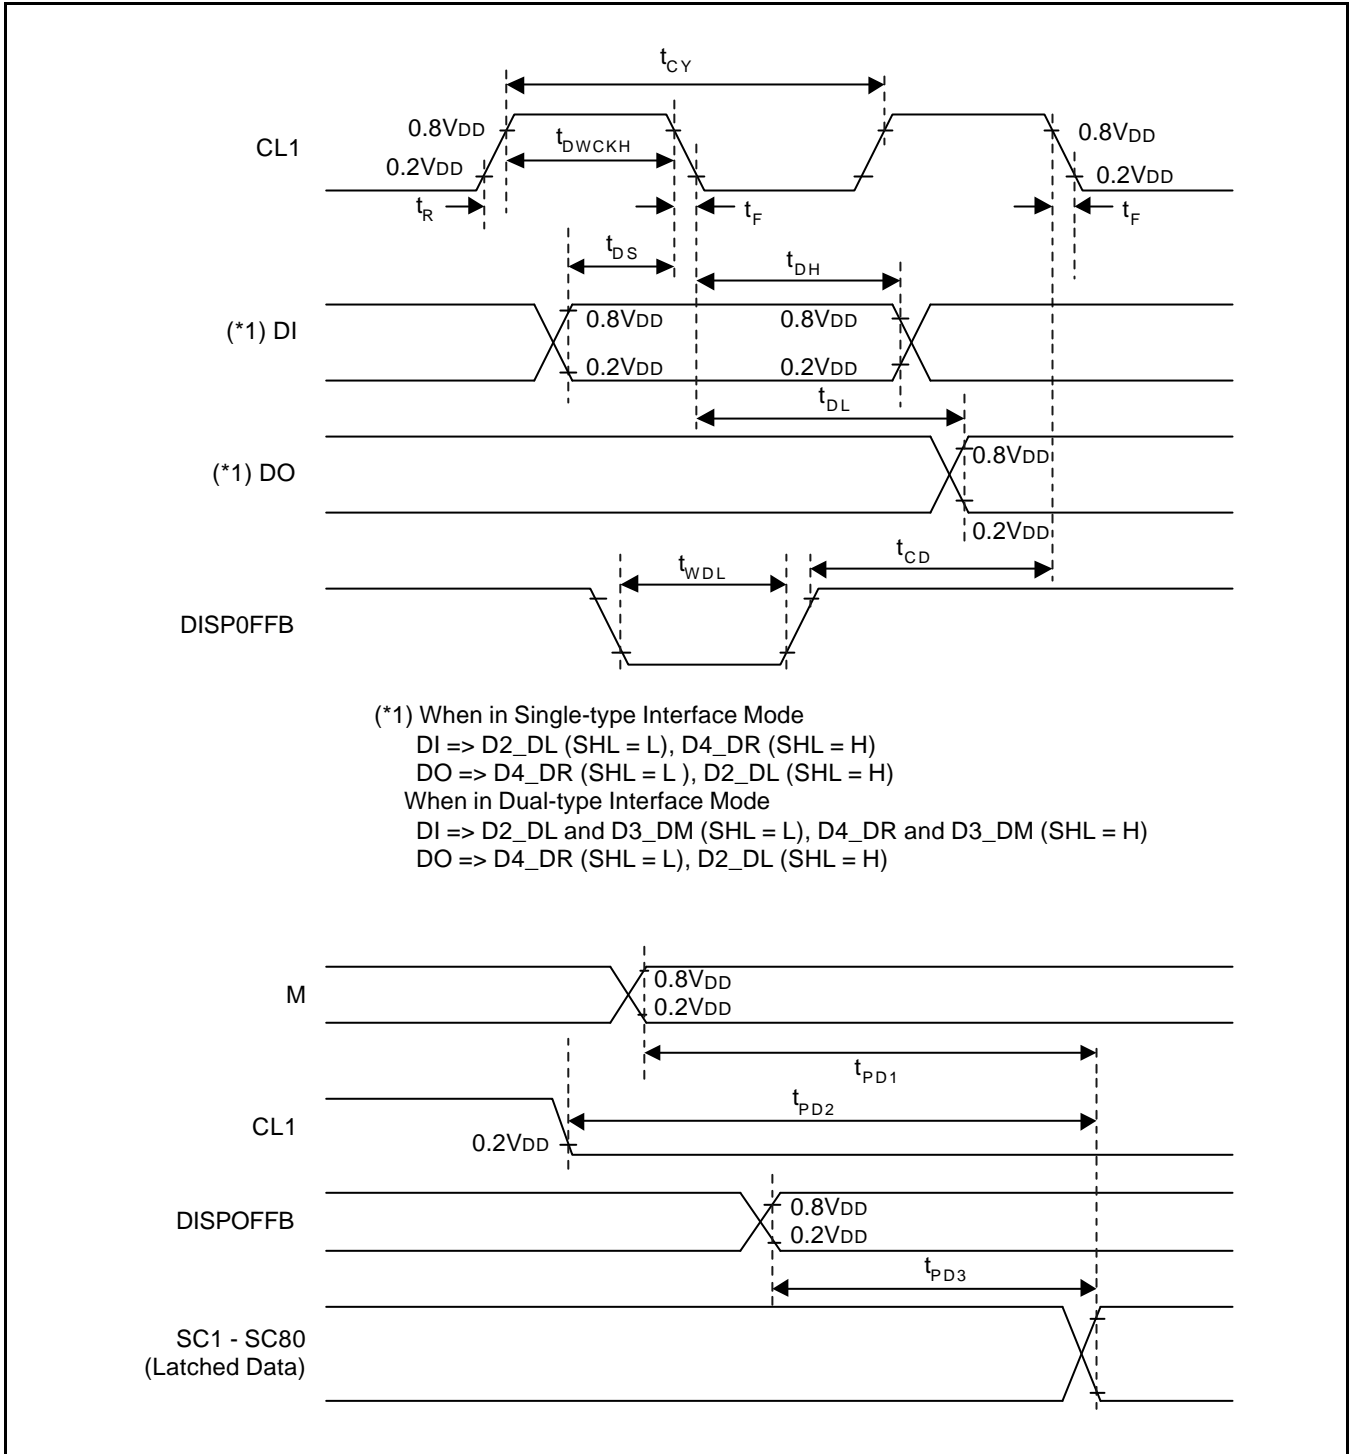 tCY
0.8VDD
CL1
tDWCKH
0.8VDD
0.2VDD
0.2VDD
tR
tF
tF
tDS
tDH
(*1) DI
0.8VDD
0.8VDD
0.2VDD
0.2VDD
tDL
(*1) DO
0.8VDD
0.2VDD
tCD
tWDL
DISP0FFB
(*1) When in Single-type Interface Mode
DI => D2_DL (SHL = L), D4_DR (SHL = H)
DO => D4_DR (SHL = L ), D2_DL (SHL = H)
When in Dual-type Interface Mode
DI => D2_DL and D3_DM (SHL = L), D4_DR and D3_DM (SHL = H)
DO => D4_DR (SHL = L), D2_DL (SHL = H)
M
0.8VDD
0.2VDD
tPD1
tPD2
CL1
0.2VDD
DISPOFFB
0.8VDD
0.2VDD
tPD3
SC1 - SC80
(Latched Data)